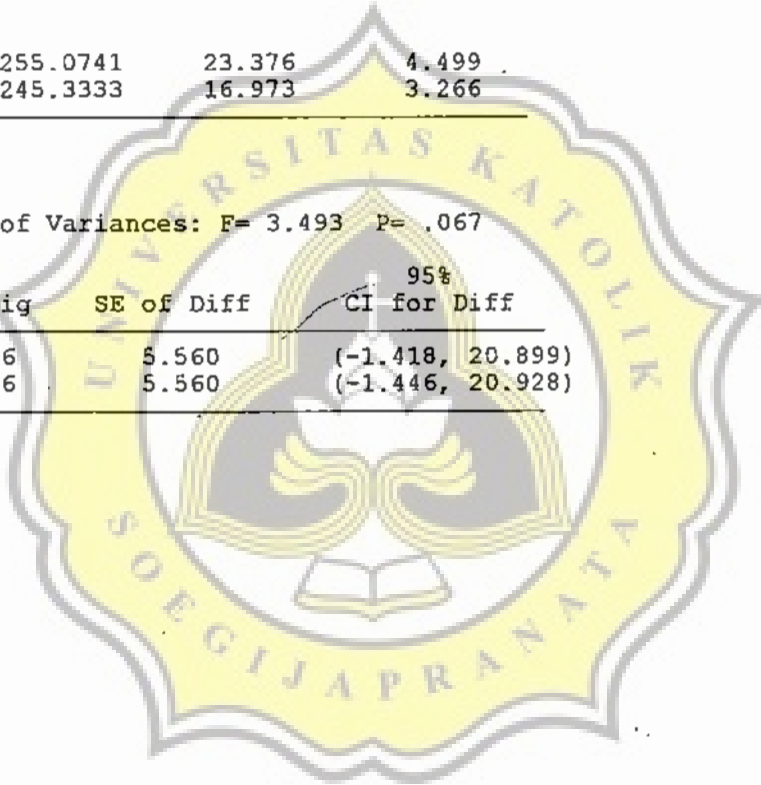 255.0741 23.376 4.499
245.3333 16.973 3.266
of Variances: F= 3.493 P= .067
95%
ig SE of Diff CI for Diff
6 5.560 (-1.418, 20.899)
6 5.560 (-1.446, 20.928)
UNIVERSITAS KATOLIK
SOEGIJAPRANATA